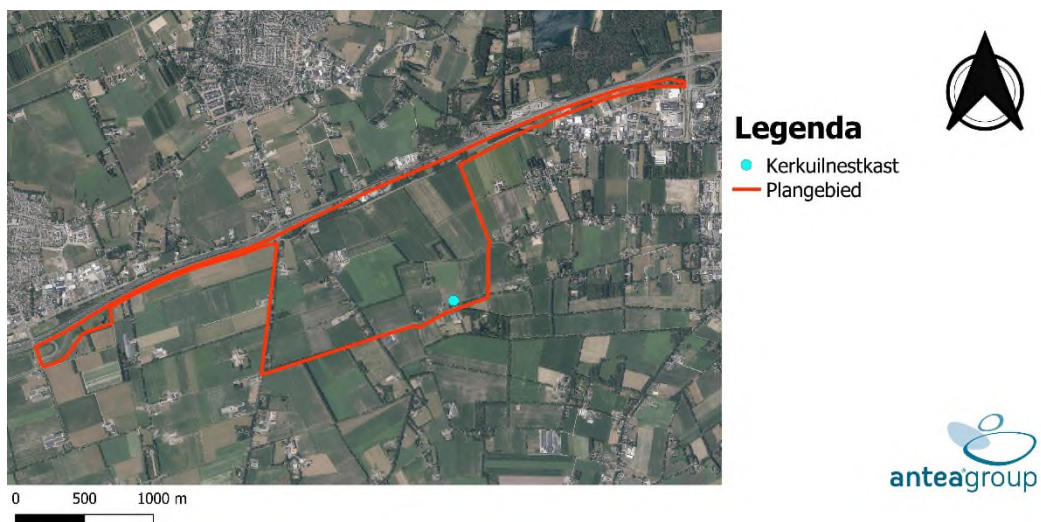 Legenda
Kerkuilnestkast
Plangebied
anteagroup
0 500 1000 m